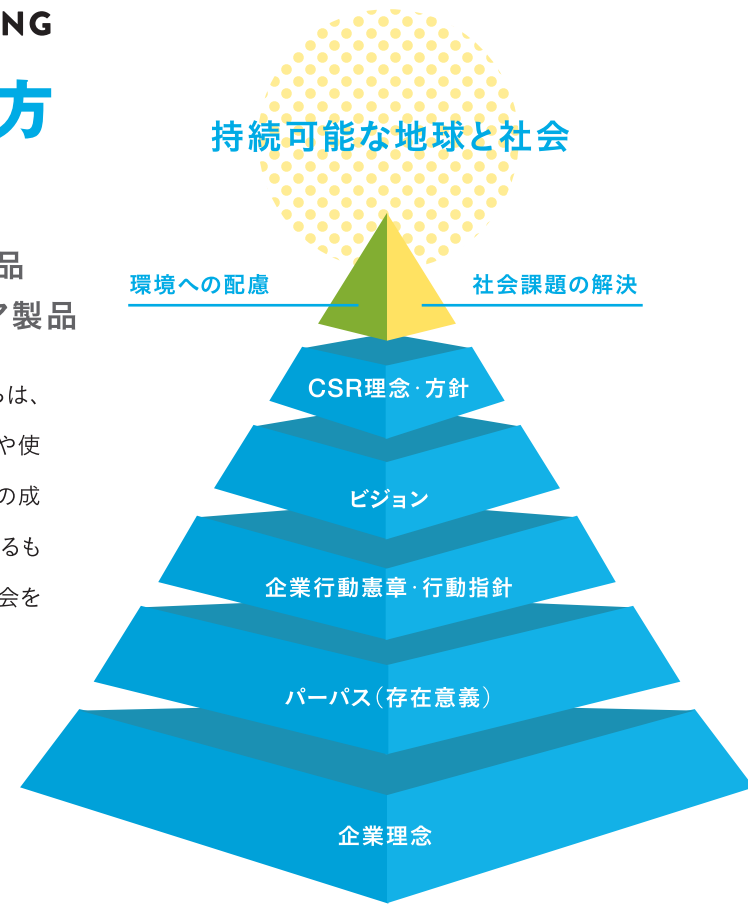 NG
方
品
ア製品
らは、
や使
の成
るも
会を
持続可能な地球と社会
環境への配慮
社会課題の解決
CSR理念・方針
ビジョン
企業行動憲章・行動指針
パーパス（存在意義）
企業理念